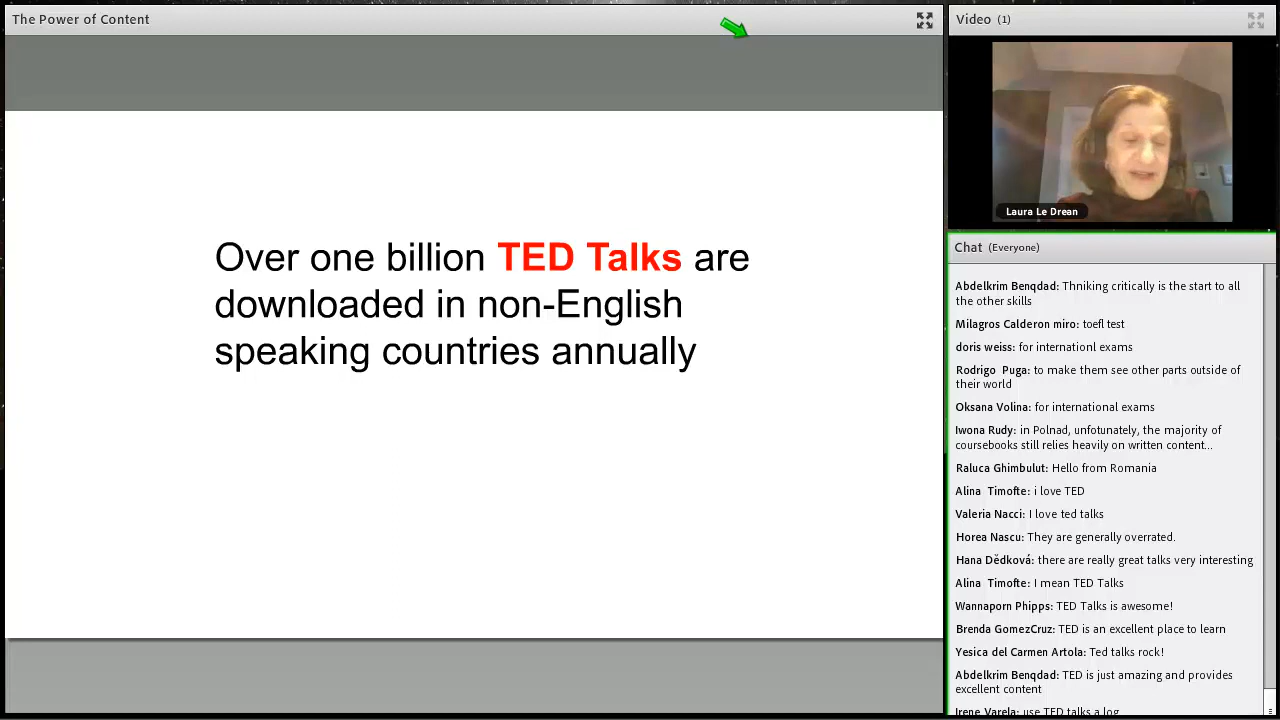 The Power of Content
Over one billion TED Talks are
downloaded in non-English
speaking countries annually
Video (1)
Laura Le Drean
Chat (Everyone)
Abdelkrim Benqdad: Thniking critically is the start to all
the other skills
Milagros Calderon miro: toefl test
doris weiss: for internationl exams
Rodrigo Puga: to make them see other parts outside of
their world
Oksana Volina: for international exams
Iwona Rudy: in Polnad, unfotunately, the majority of
coursebooks still relies heavily on written content...
Raluca Ghimbulut: Hello from Romania
Alina Timofte: i love TED
Valeria Nacci: I love ted talks
Horea Nascu: They are generally overrated.
Hana Dědková: there are really great talks very interesting
Alina Timofte: I mean TED Talks
Wannaporn Phipps: TED Talks is awesome!
Brenda GomezCruz: TED is an excellent place to learn
Yesica del Carmen Artola: Ted talks rock!
Abdelkrim Benqdad: TED is just amazing and provides
excellent content
Irene Varela: use TED talks a log